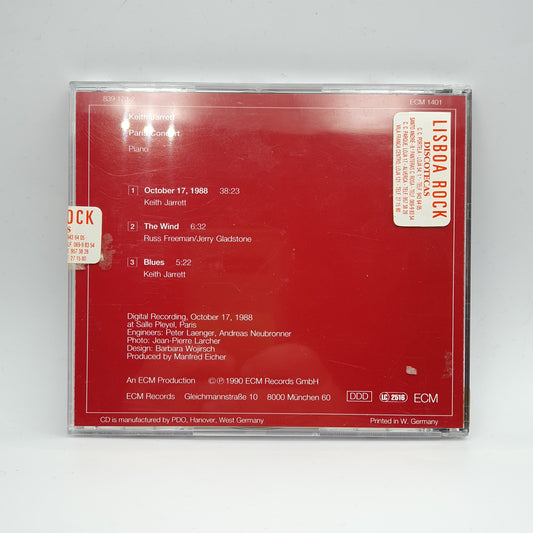 839 173-2
ECM 1401
Keith Jarrett
Paris Concert
Piano
1 October 17, 1988 38:23
Keith Jarrett
2 The Wind 6:32
Russ Freeman/Jerry Gladstone
3 Blues 5:22
Keith Jarrett
Digital Recording, October 17, 1988
at Salle Pleyel, Paris
Engineers: Peter Laenger, Andreas Neubronner
Photo: Jean-Pierre Larcher
Design: Barbara Wojirsch
Produced by Manfred Eicher
An ECM Production ©℗ 1990 ECM Records GmbH
ECM Records Gleichmannstraße 10 8000 München 60
DDD
LC 2516
ECM
CD is manufactured by PDO, Hanover, West Germany
Printed in W. Germany
LISBOA ROCK
DISCOTECAS
OCK
AS